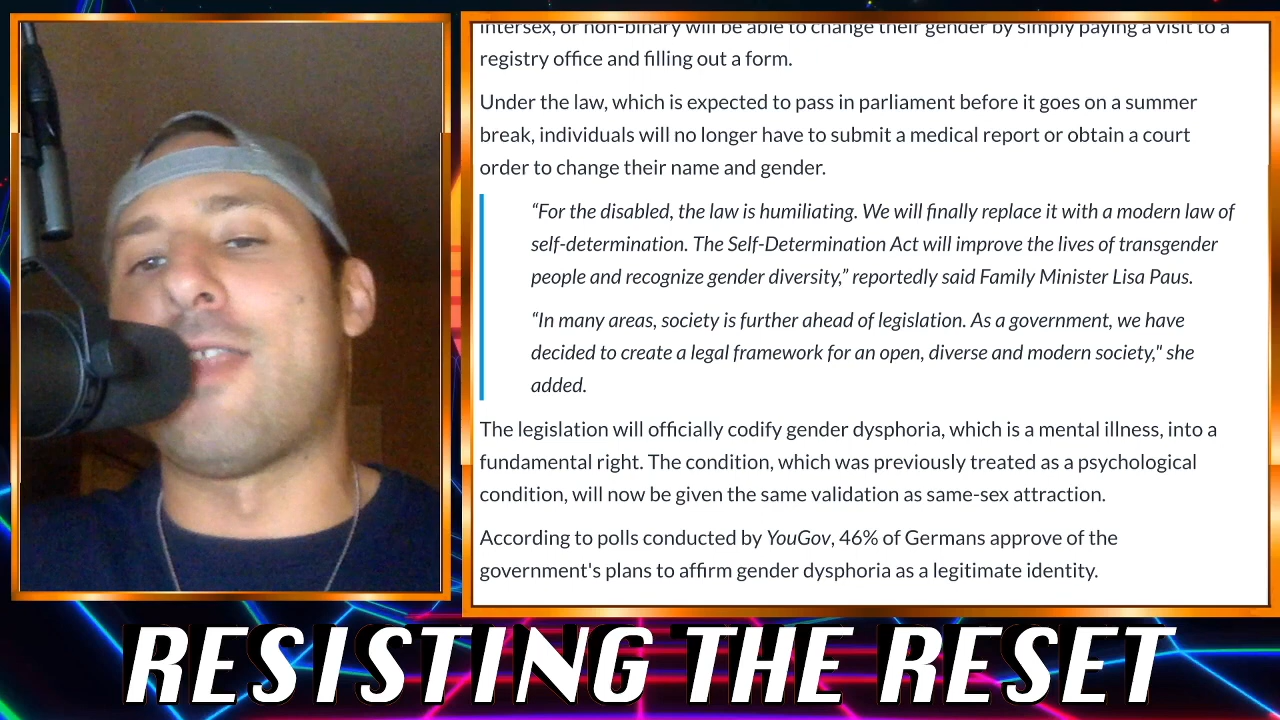 intersex, or non-binary will be able to change their gender by simply paying a visit to a
registry office and filling out a form.
Under the law, which is expected to pass in parliament before it goes on a summer
break, individuals will no longer have to submit a medical report or obtain a court
order to change their name and gender.
“For the disabled, the law is humiliating. We will finally replace it with a modern law of
self-determination. The Self-Determination Act will improve the lives of transgender
people and recognize gender diversity,” reportedly said Family Minister Lisa Paus.
“In many areas, society is further ahead of legislation. As a government, we have
decided to create a legal framework for an open, diverse and modern society," she
added.
The legislation will officially codify gender dysphoria, which is a mental illness, into a
fundamental right. The condition, which was previously treated as a psychological
condition, will now be given the same validation as same-sex attraction.
According to polls conducted by YouGov, 46% of Germans approve of the
government's plans to affirm gender dysphoria as a legitimate identity.
RESISTING THE RESET